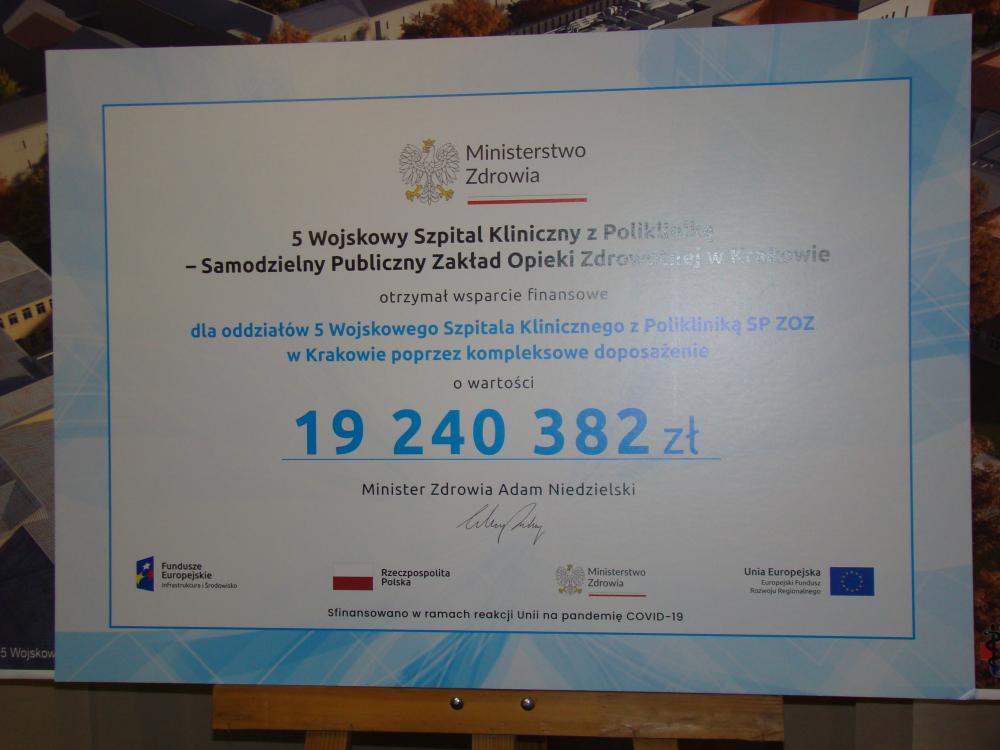 Ministerstwo
Zdrowia
5 Wojskowy Szpital Kliniczny z Polikliniką
– Samodzielny Publiczny Zakład Opieki Zdrowotnej w Krakowie
otrzymał wsparcie finansowe
dla oddziałów 5 Wojskowego Szpitala Klinicznego z Polikliniką SP ZOZ
w Krakowie poprzez kompleksowe doposażenie
o wartości
19 240 382 zł
Minister Zdrowia Adam Niedzielski
Fundusze
Europejskie
Infrastruktura i Środowisko
Rzeczpospolita
Polska
Ministerstwo
Zdrowia
Unia Europejska
Europejski Fundusz
Rozwoju Regionalnego
Sfinansowano w ramach reakcji Unii na pandemię COVID-19
5 Wojskow